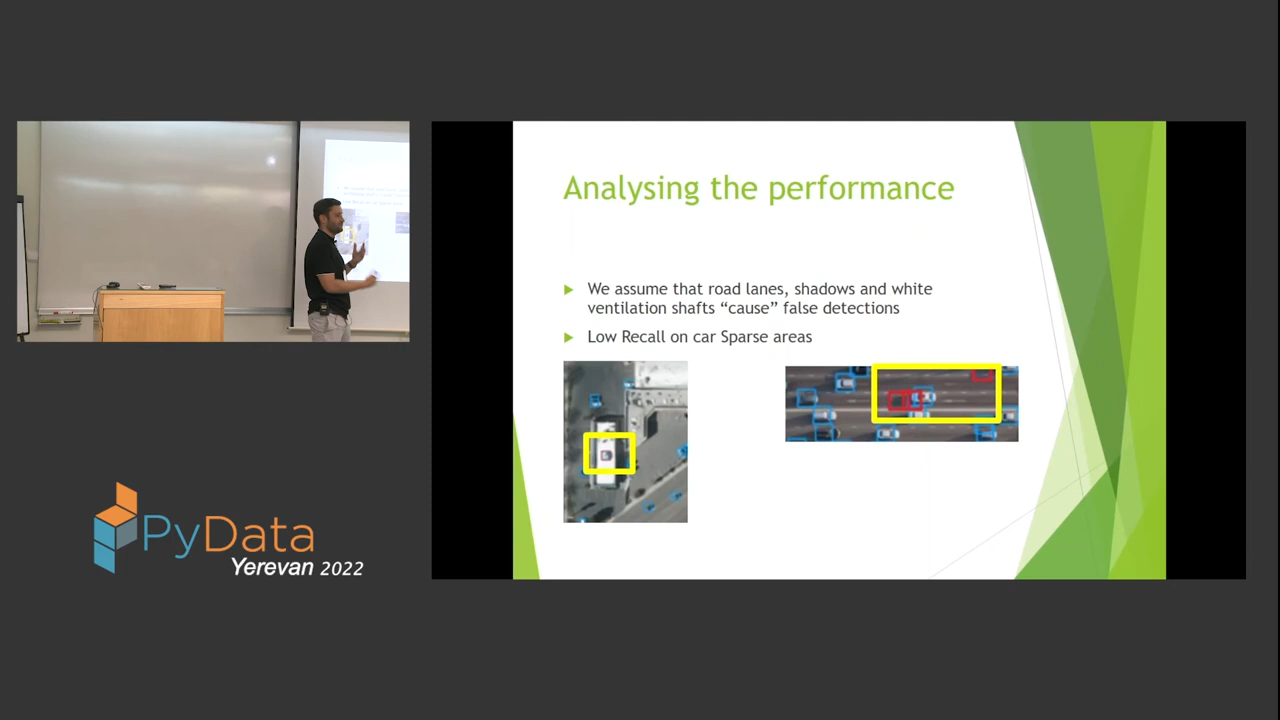 Analysing the performance
We assume that road lanes, shadows and white
ventilation shafts “cause” false detections
Low Recall on car Sparse areas
PyData
Yerevan 2022